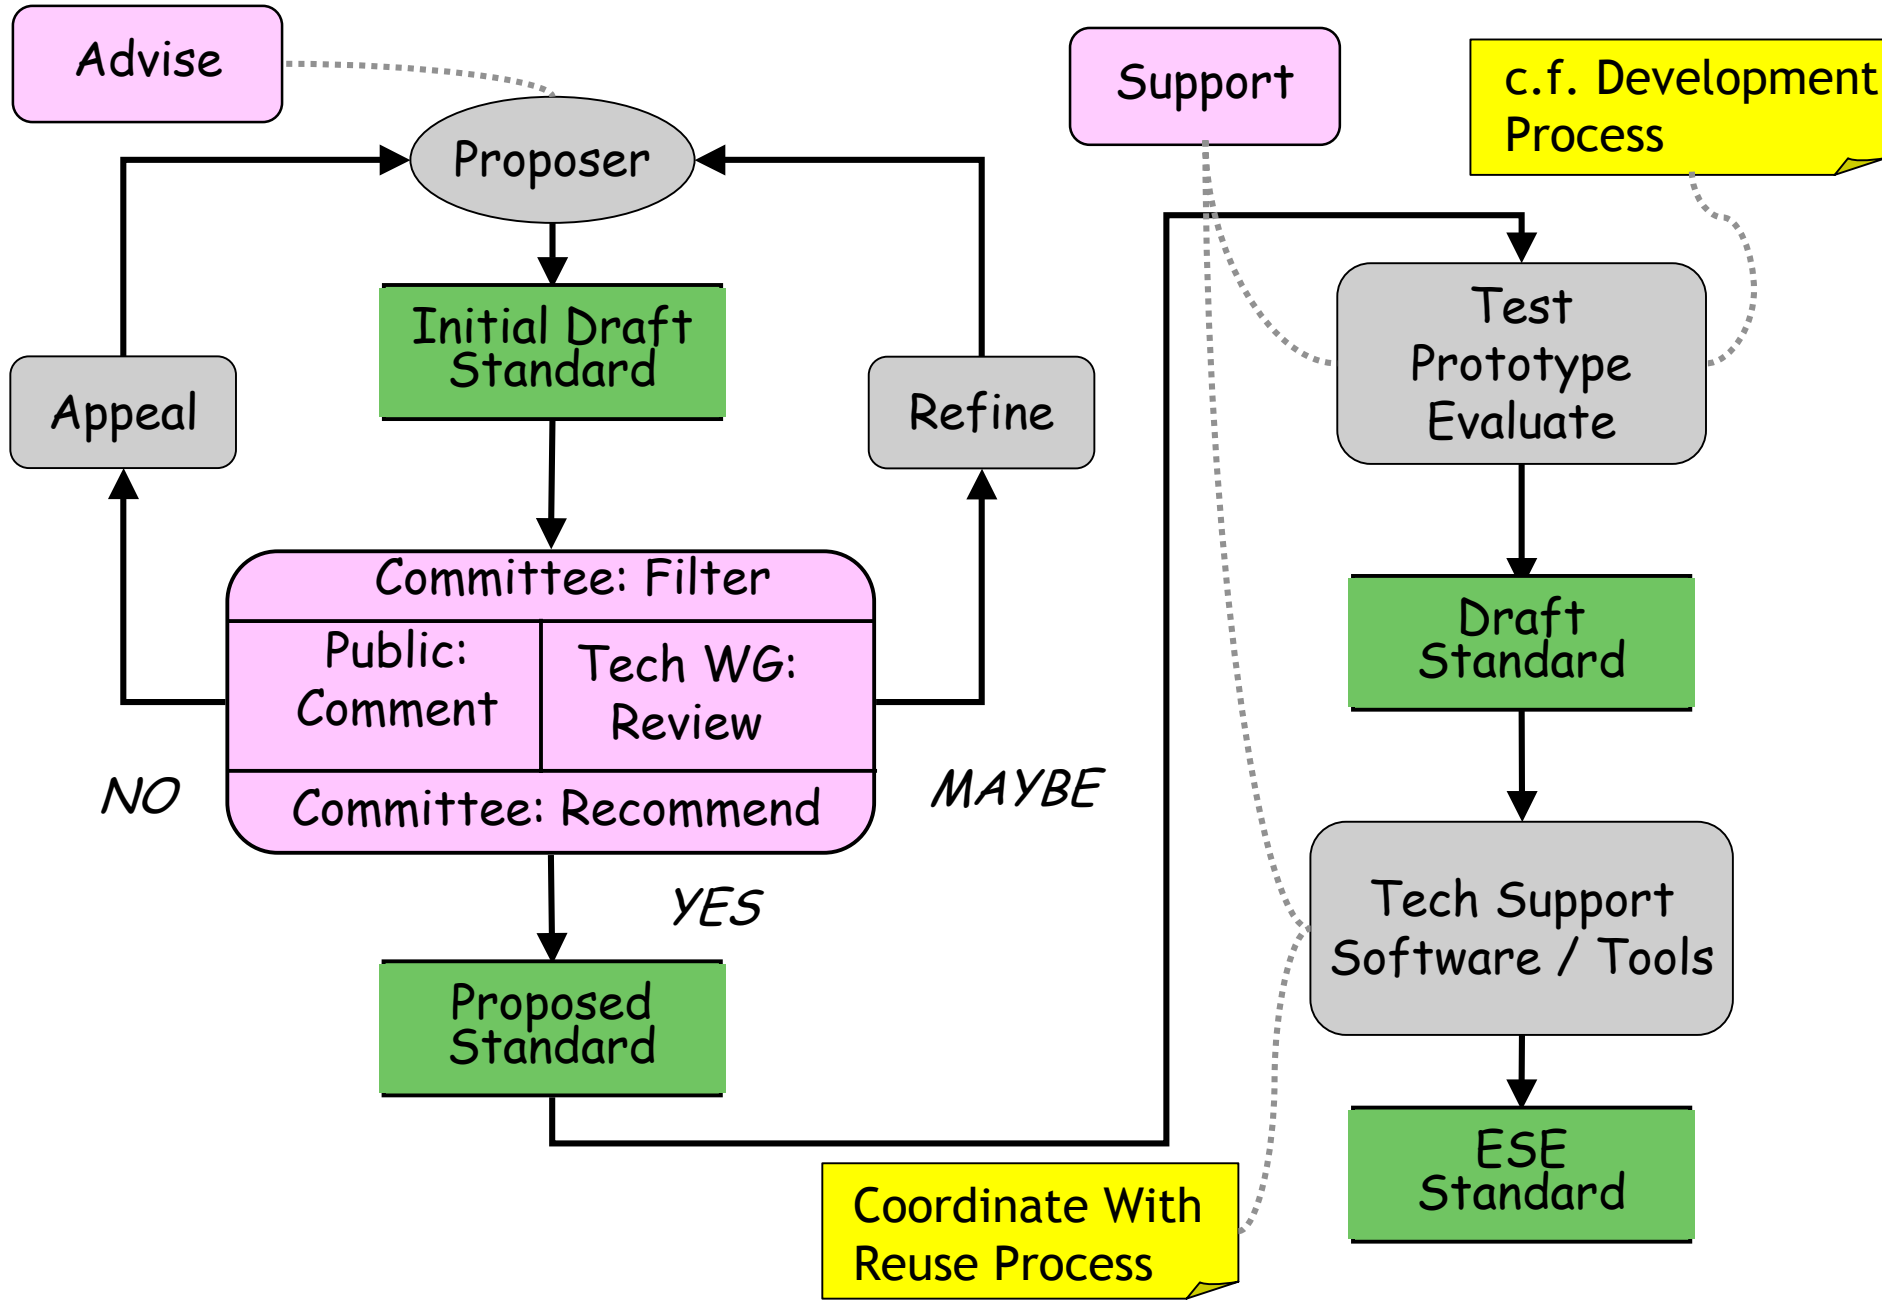 Advise
Support
c.f. Development
Process
Proposer
Initial Draft
Standard
Appeal
Refine
Test
Prototype
Evaluate
Committee: Filter
Public:
Comment
Tech WG:
Review
Committee: Recommend
NO
MAYBE
YES
Draft
Standard
Tech Support
Software / Tools
Proposed
Standard
ESE
Standard
Coordinate With
Reuse Process